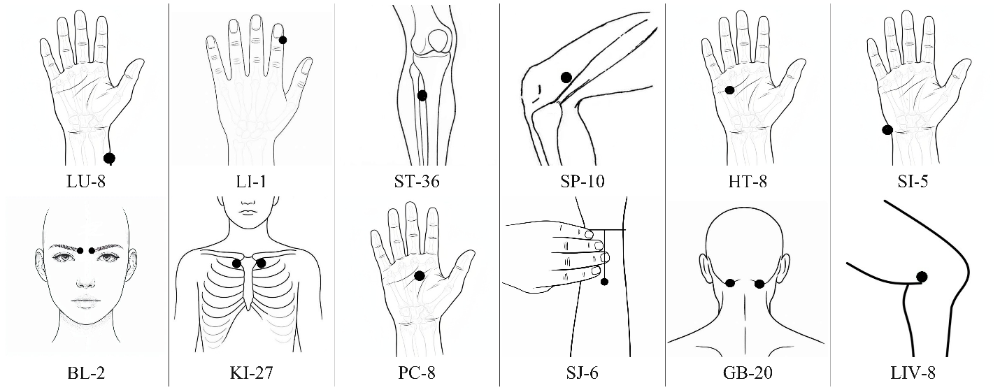 LU-8
LI-1
ST-36
SP-10
HT-8
SI-5
BL-2
KI-27
PC-8
SJ-6
GB-20
LIV-8